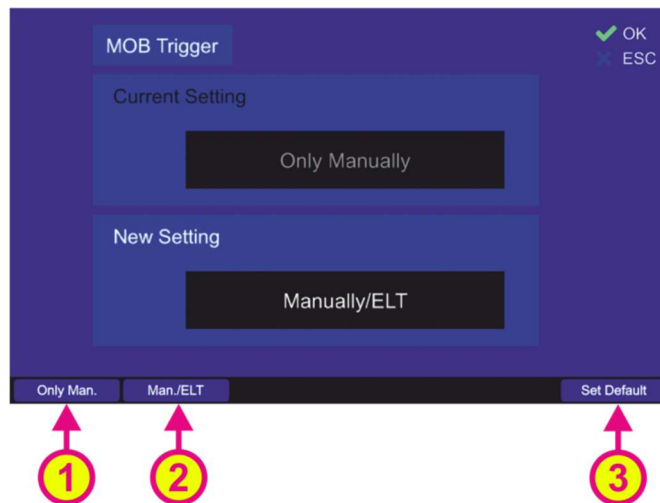 MOB Trigger
OK
ESC
Current Setting
Only Manually
New Setting
Manually/ELT
Only Man.
Man./ELT
Set Default
1
2
3